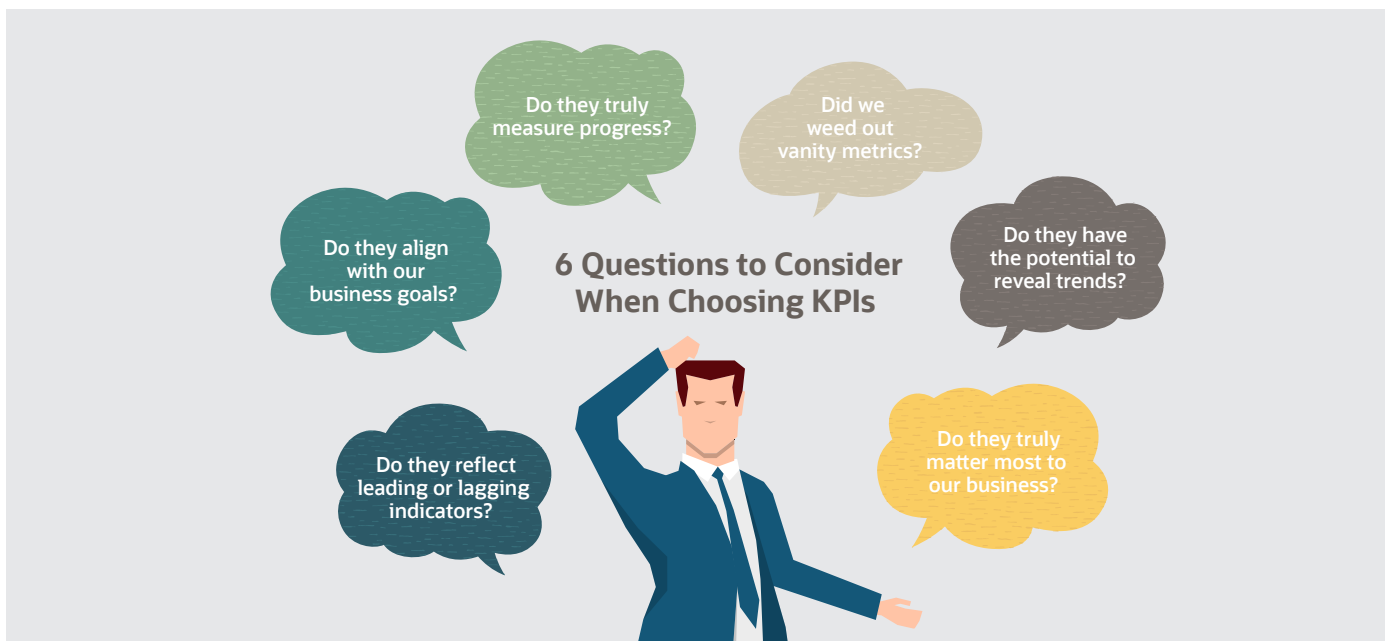 6 Questions to Consider
When Choosing KPIs
Do they reflect
leading or lagging
indicators?
Do they align
with our
business goals?
Do they truly
measure progress?
Did we
weed out
vanity metrics?
Do they have
the potential to
reveal trends?
Do they truly
matter most to
our business?